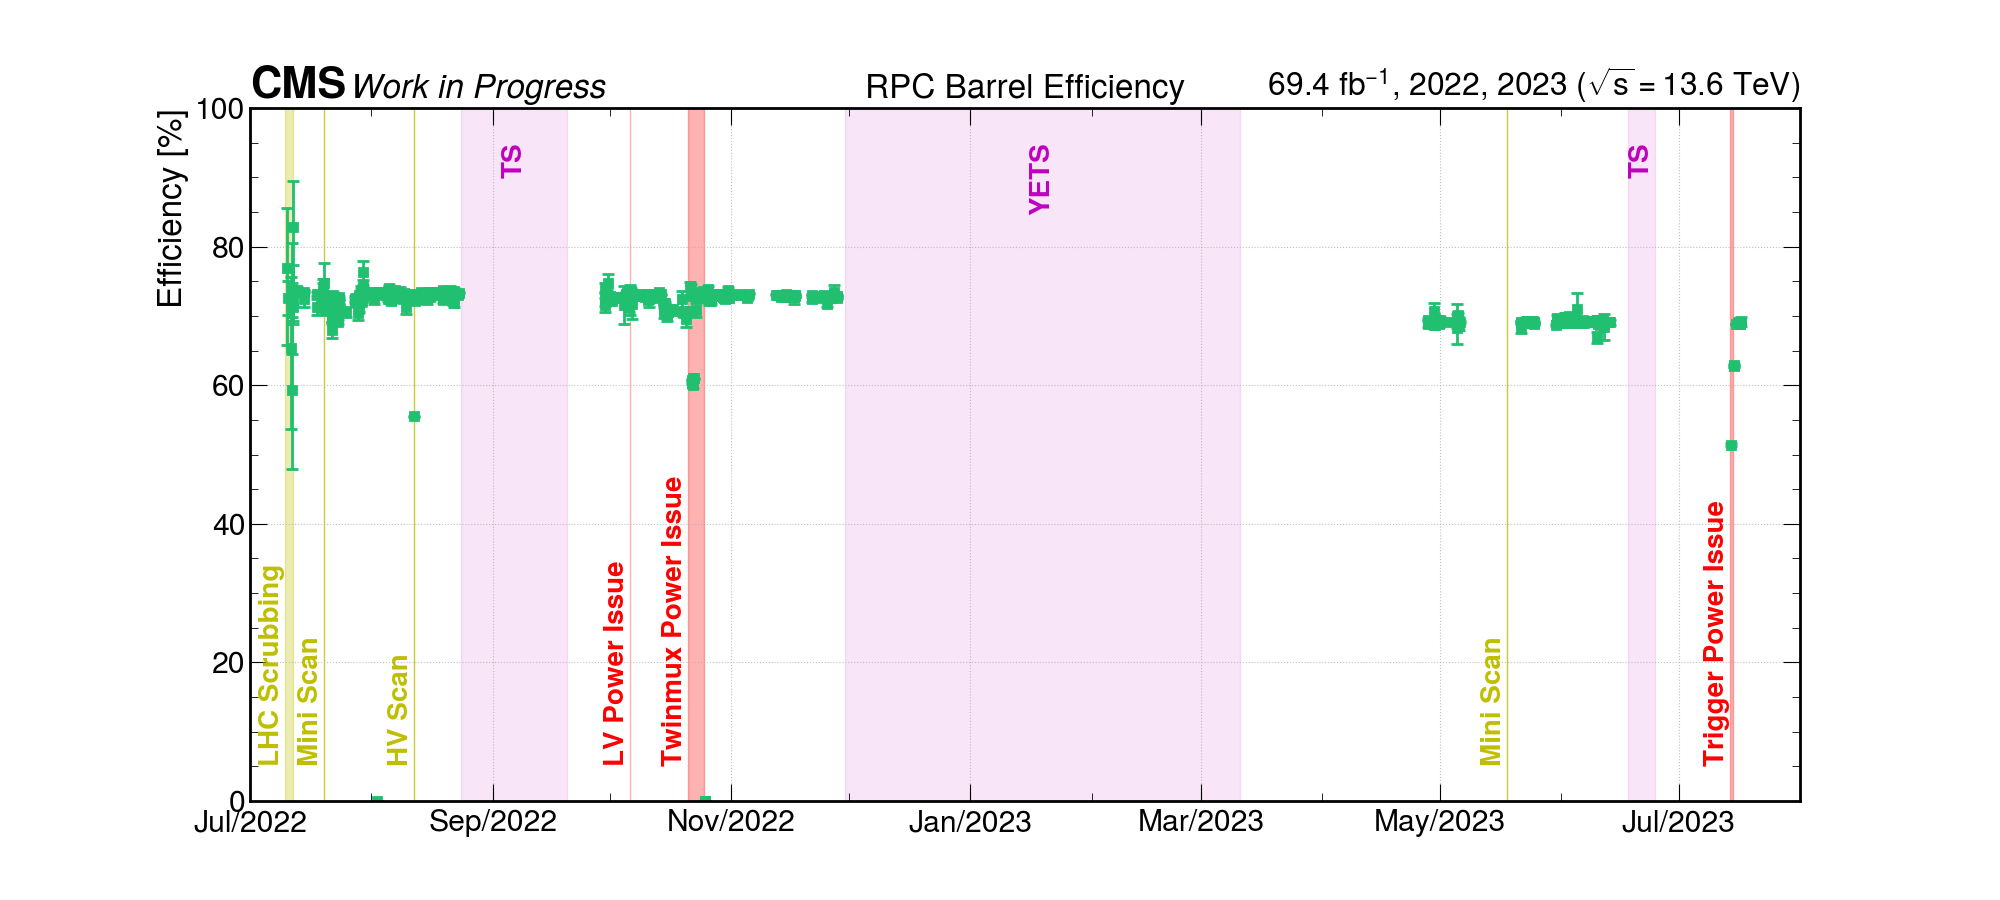 CMS Work in Progress RPC Barrel Efficiency 69.4 fb⁻¹, 2022, 2023 (√s = 13.6 TeV)
Efficiency [%]
100
80
60
40
20
0
LHC Scrubbing
Mini Scan
HV Scan
TS
LV Power Issue
Twinmux Power Issue
YETS
Mini Scan
TS
Trigger Power Issue
Jul/2022 Sep/2022 Nov/2022 Jan/2023 Mar/2023 May/2023 Jul/2023